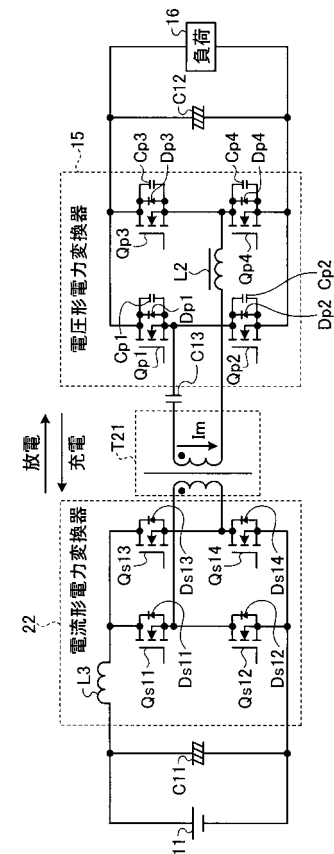 放電
充電
22
電流形電力変換器
L3
Qs11
Ds11
Qs13
Ds13
Qs12
Ds12
Qs14
Ds14
C11
11
T21
Im
15
電圧形電力変換器
Cp1
Qp1
Dp1
Cp3
Dp3
Qp3
C13
L2
Qp2
Dp2
Cp2
Qp4
Cp4
Dp4
C12
16
負荷